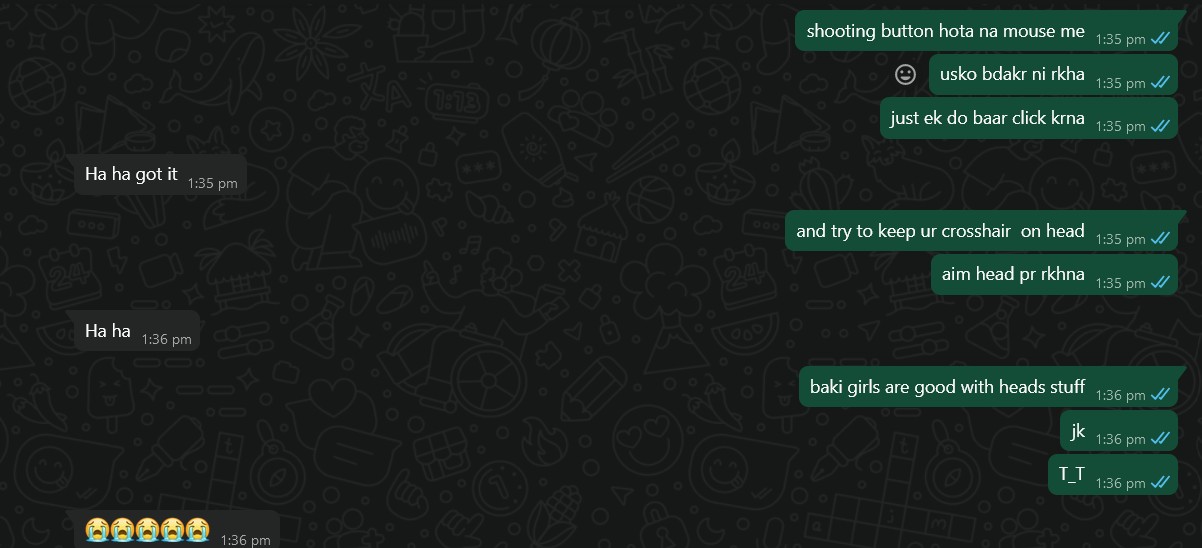 shooting button hota na mouse me 1:35 pm
usko bdakr ni rkha 1:35 pm
just ek do baar click krna 1:35 pm
Ha ha got it 1:35 pm
and try to keep ur crosshair  on head 1:35 pm
aim head pr rkhna 1:35 pm
Ha ha 1:36 pm
baki girls are good with heads stuff 1:36 pm
jk 1:36 pm
T_T 1:36 pm
😭😭😭😭😭 1:36 pm